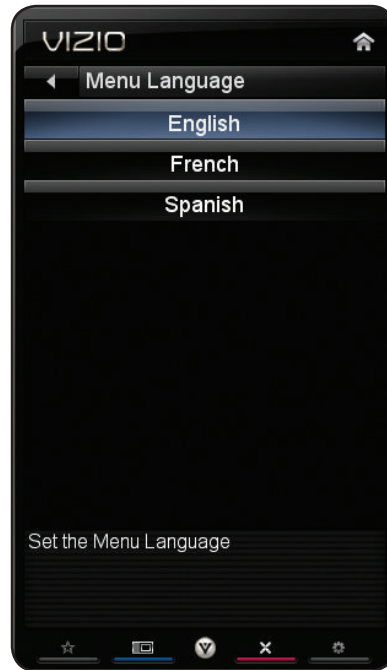 VIZIO
Menu Language
English
French
Spanish
Set the Menu Language